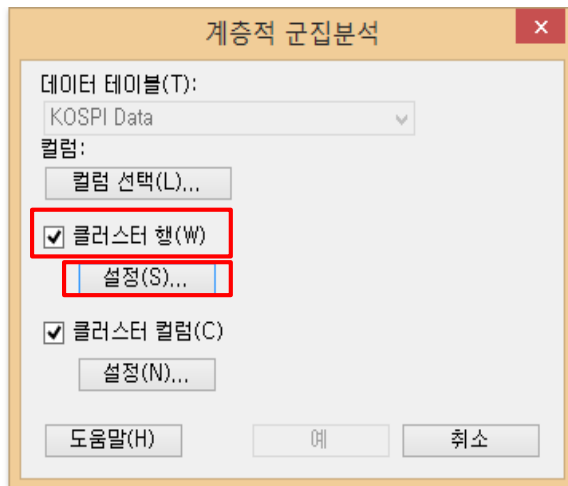 계층적 군집분석
데이터 테이블(T):
KOSPI Data
컬럼:
컬럼 선택(L)...
클러스터 행(W)
설정(S)...
클러스터 컬럼(C)
설정(N)...
도움말(H) 예 취소